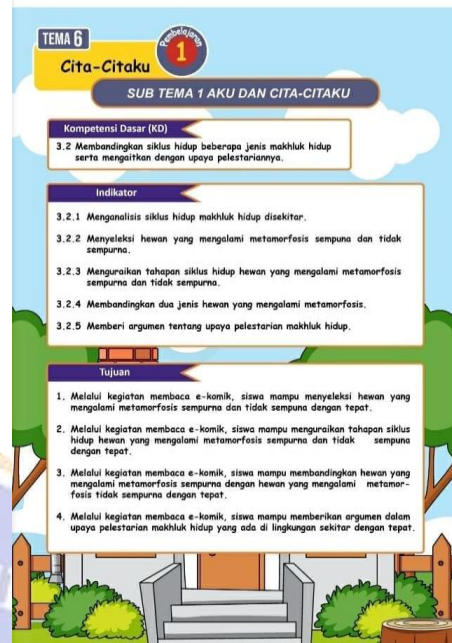 TEMA 6
Pembelajaran
1
Cita-Citaku
SUB TEMA 1 AKU DAN CITA-CITAKU
Kompetensi Dasar (KD)
3.2 Membandingkan siklus hidup beberapa jenis makhluk hidup
serta mengaitkan dengan upaya pelestariannya.
Indikator
3.2.1 Menganalisis siklus hidup makhluk hidup disekitar.
3.2.2 Menyeleksi hewan yang mengalami metamorfosis sempuna dan tidak
sempurna.
3.2.3 Menguraikan tahapan siklus hidup hewan yang mengalami metamorfosis
sempurna dan tidak sempurna.
3.2.4 Membandingkan dua jenis hewan yang mengalami metamorfosis.
3.2.5 Memberi argumen tentang upaya pelestarian makhluk hidup.
Tujuan
1. Melalui kegiatan membaca e-komik, siswa mampu menyeleksi hewan yang
mengalami metamorfosis sempurna dan tidak sempuna dengan tepat.
2. Melalui kegiatan membaca e-komik, siswa mampu menguraikan tahapan siklus
hidup hewan yang mengalami metamorfosis sempurna dan tidak sempuna
dengan tepat.
3. Melalui kegiatan membaca e-komik, siswa mampu membandingkan hewan yang
mengalami metamorfosis sempurna dengan hewan yang mengalami metamor-
fosis tidak sempurna dengan tepat.
4. Melalui kegiatan membaca e-komik, siswa mampu memberikan argumen dalam
upaya pelestarian makhluk hidup yang ada di lingkungan sekitar dengan tepat.